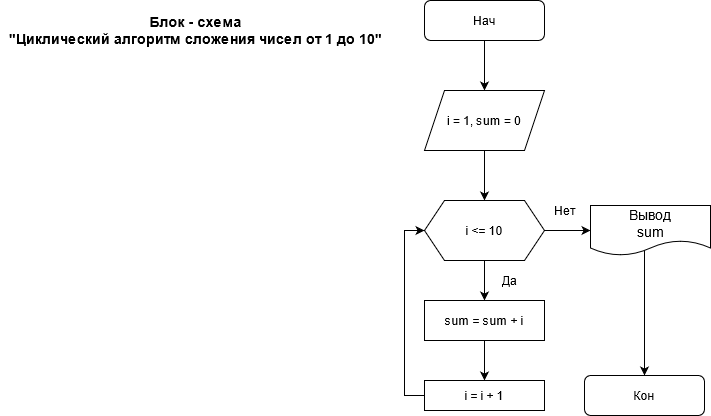 Блок - схема
"Циклический алгоритм сложения чисел от 1 до 10"
Нач
i = 1, sum = 0
i <= 10
Нет
Вывод
sum
Да
sum = sum + i
i = i + 1
Кон